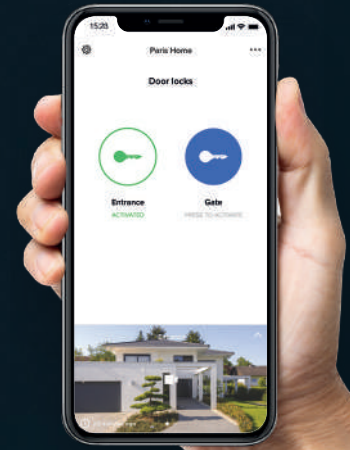 15:20
Paris Home
Door locks
Entrance
Gate
ACTIVATED
PRESS TO ACTIVATE